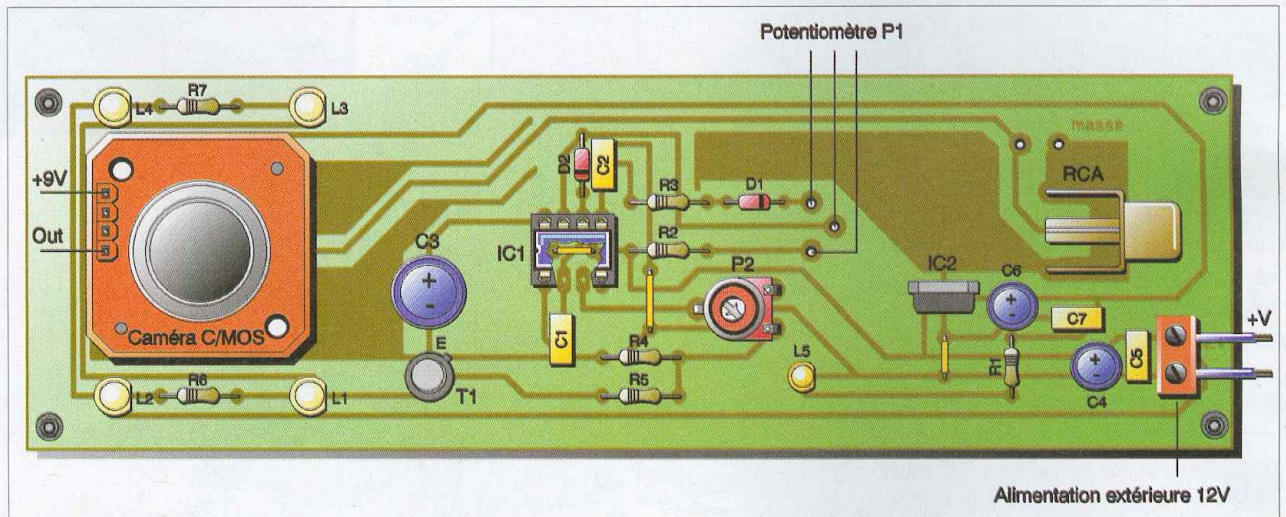 Potentiomètre P1
R7
L4
L3
masse
RCA
+9V
Out
D2
C2
R3
D1
C3
IC1
R2
P2
IC2
C6
C7
+V
Caméra C/MOS
E
C1
R4
L5
R1
C5
R6
L2
L1
T1
R5
C4
Alimentation extérieure 12V